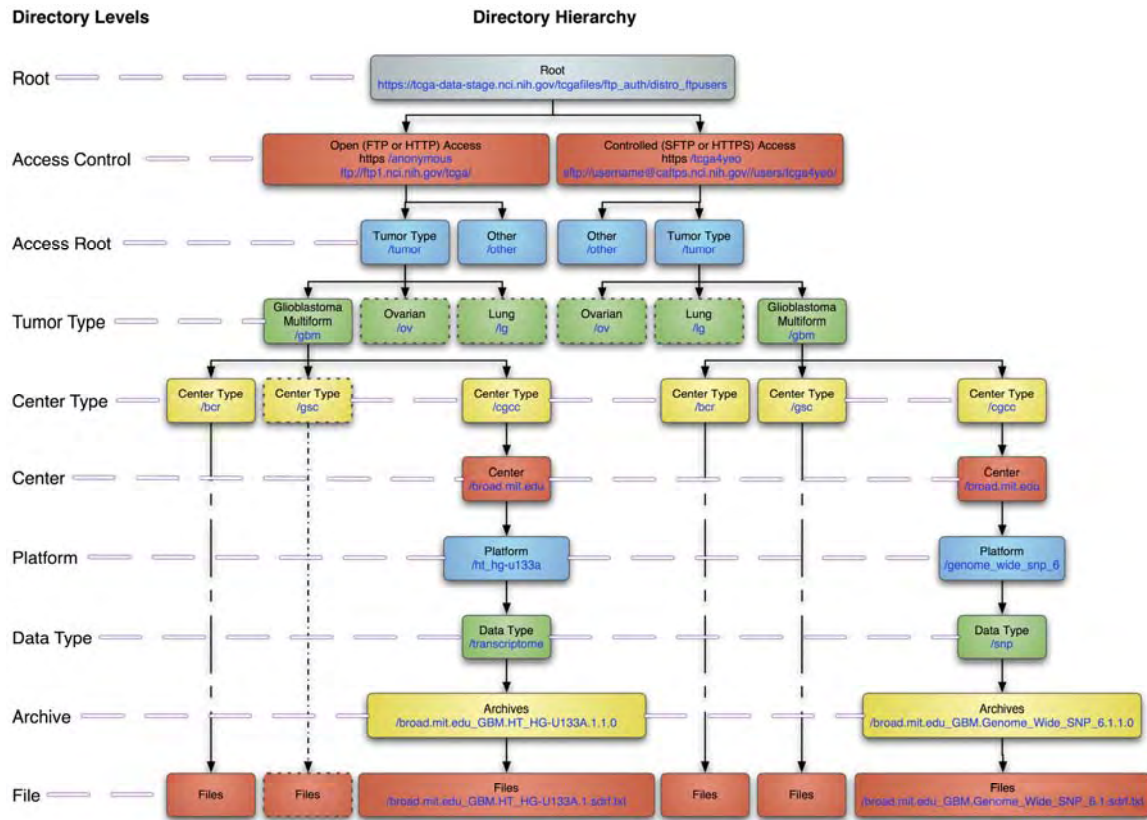 Directory Levels
Directory Hierarchy
Root
Root
https://tcga-data-stage.nci.nih.gov/tcgafiles/ftp_auth/distro_ftpusers
Access Control
Open (FTP or HTTP) Access
https /anonymous
ftp://ftp1.nci.nih.gov/tcga/
Controlled (SFTP or HTTPS) Access
https /tcga4yeo
sftp://username@caftps.nci.nih.gov//users/tcga4yeo/
Access Root
Tumor Type
/tumor
Other
/other
Other
/other
Tumor Type
/tumor
Tumor Type
Glioblastoma
Multiform
/gbm
Ovarian
/ov
Lung
/lg
Ovarian
/ov
Lung
/lg
Glioblastoma
Multiform
/gbm
Center Type
Center Type
/bcr
Center Type
/gsc
Center Type
/cgcc
Center Type
/bcr
Center Type
/gsc
Center Type
/cgcc
Center
Center
/broad.mit.edu
Center
/broad.mit.edu
Platform
Platform
/ht_hg-u133a
Platform
/genome_wide_snp_6
Data Type
Data Type
/transcriptome
Data Type
/snp
Archive
Archives
/broad.mit.edu_GBM.HT_HG-U133A.1.1.0
Archives
/broad.mit.edu_GBM.Genome_Wide_SNP_6.1.1.0
File
Files
Files
Files
/broad.mit.edu_GBM.HT_HG-U133A.1.sdrf.txt
Files
Files
Files
/broad.mit.edu_GBM.Genome_Wide_SNP_6.1.sdrf.txt